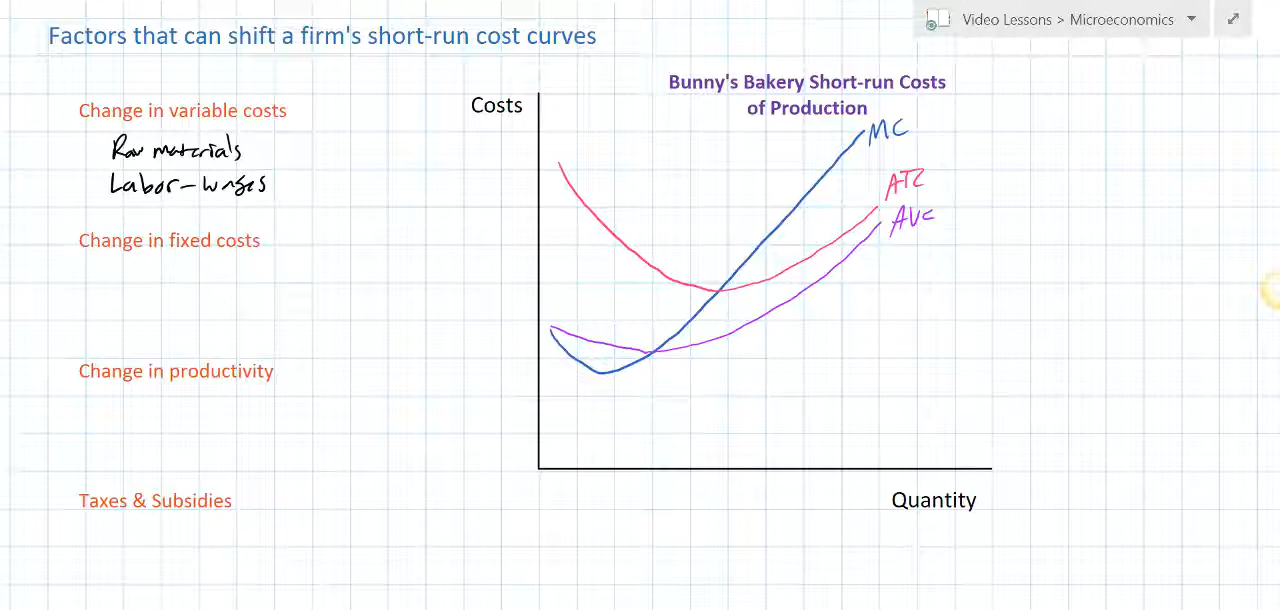 Video Lessons > Microeconomics
Factors that can shift a firm's short-run cost curves
Change in variable costs
Raw materials
Labor - wages
Change in fixed costs
Change in productivity
Taxes & Subsidies
Bunny's Bakery Short-run Costs
of Production
Costs
MC
ATC
AVC
Quantity